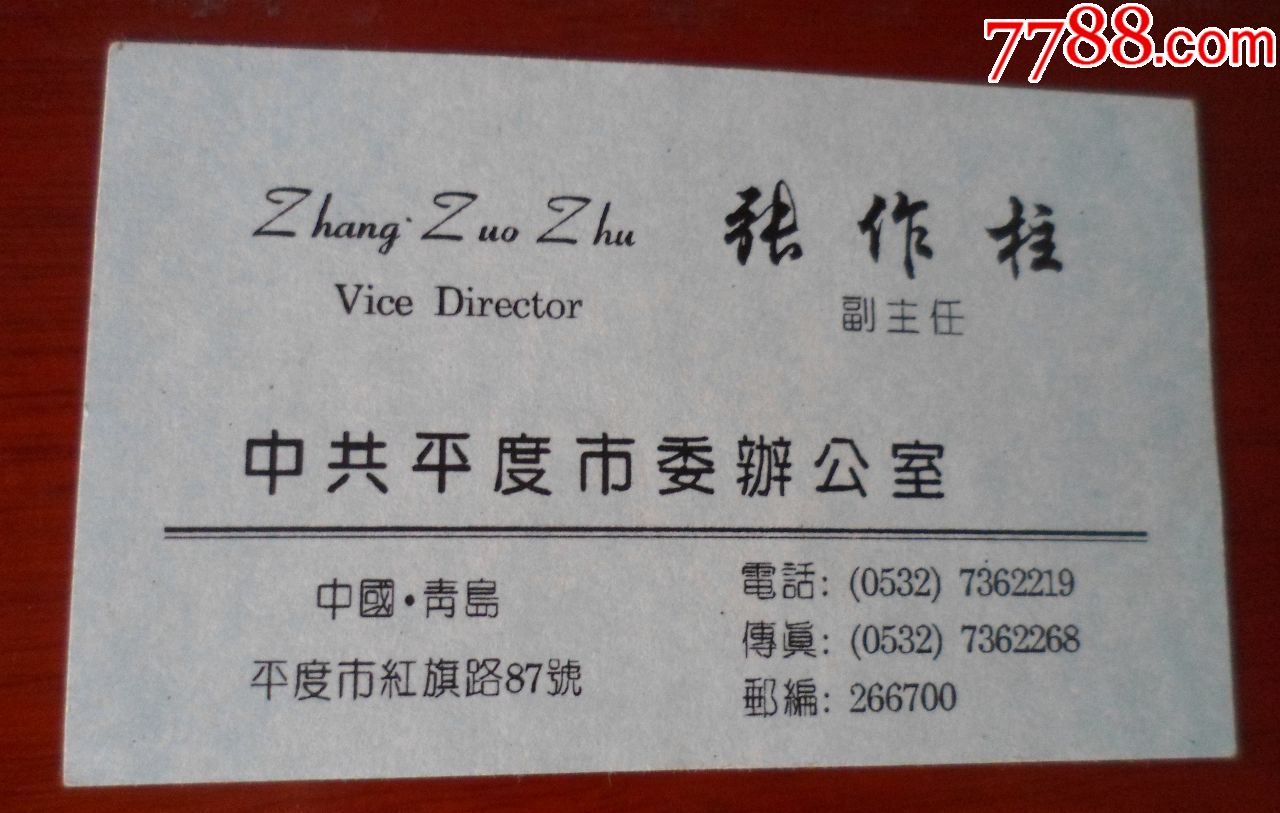 7788.com
Zhang Zuo Zhu
張作柱
Vice Director
副主任
中共平度市委辦公室
中國·青島
平度市紅旗路87號
電話: (0532) 7362219
傳眞: (0532) 7362268
郵編: 266700